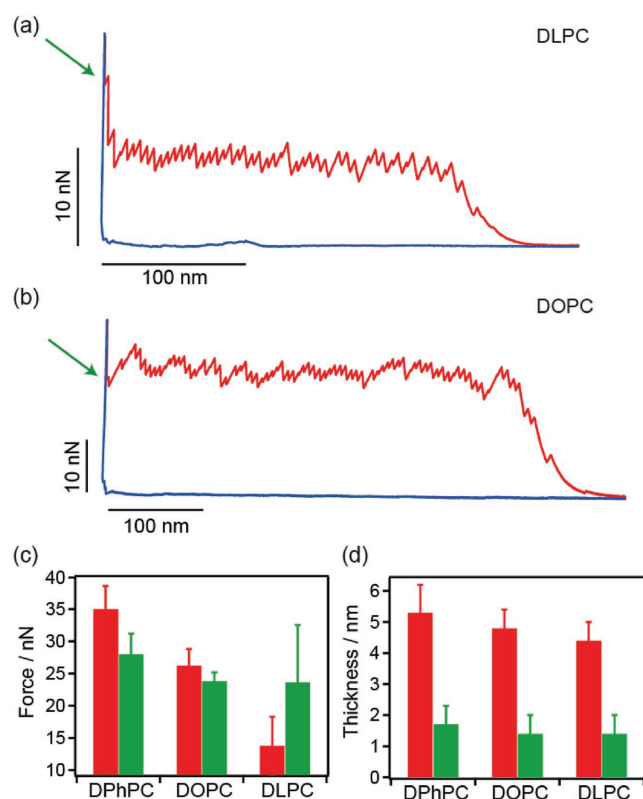 (a)
DLPC
10 nN
100 nm
(b)
DOPC
10 nN
100 nm
(c)
40
35
30
25
20
15
10
Force / nN
DPhPC DOPC DLPC
(d)
6
5
4
3
2
1
0
Thickness / nm
DPhPC DOPC DLPC